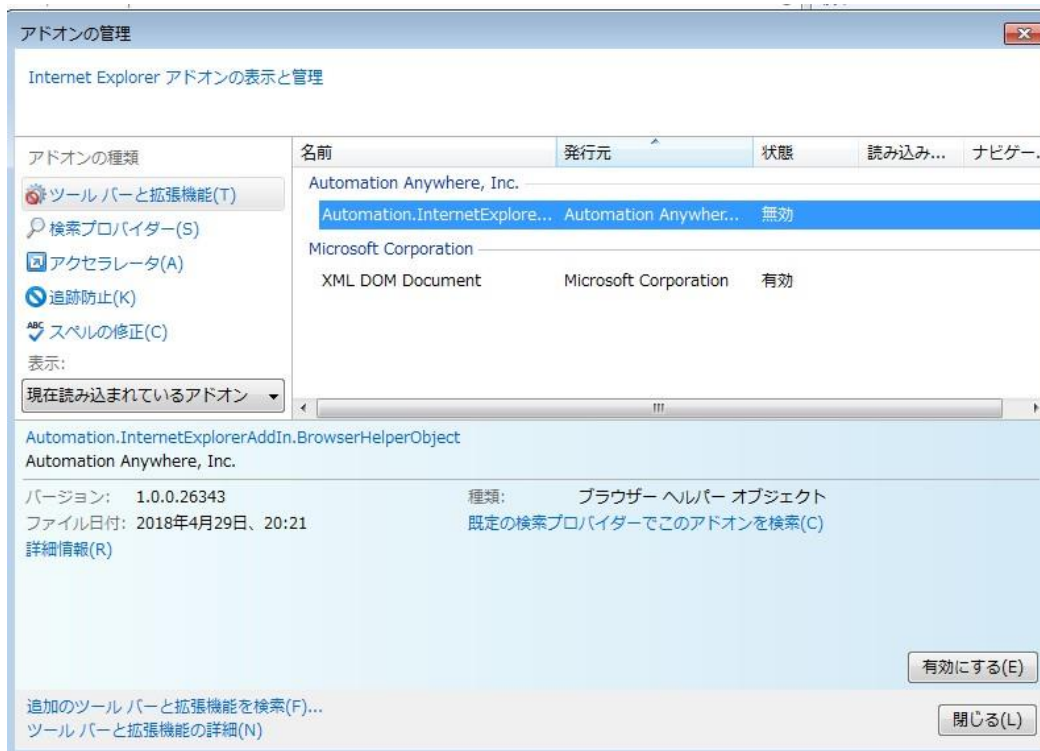 アドオンの管理
Internet Explorer アドオンの表示と管理
アドオンの種類
ツール バーと拡張機能(T)
検索プロバイダー(S)
アクセラレータ(A)
追跡防止(K)
ABC スペルの修正(C)
表示:
現在読み込まれているアドオン
名前 発行元 状態 読み込み... ナビゲー...
Automation Anywhere, Inc.
Automation.InternetExplore... Automation Anywher... 無効
Microsoft Corporation
XML DOM Document Microsoft Corporation 有効
Automation.InternetExplorerAddIn.BrowserHelperObject
Automation Anywhere, Inc.
バージョン: 1.0.0.26343 種類: ブラウザー ヘルパー オブジェクト
ファイル日付: 2018年4月29日、20:21 既定の検索プロバイダーでこのアドオンを検索(C)
詳細情報(R)
有効にする(E)
追加のツール バーと拡張機能を検索(F)...
ツール バーと拡張機能の詳細(N)
閉じる(L)